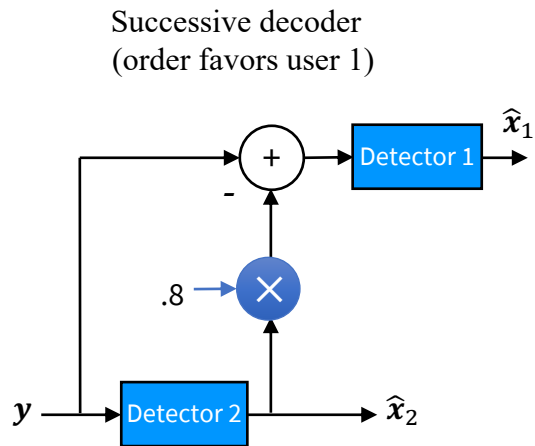 Successive decoder
(order favors user 1)
x̂₁
+
Detector 1
-
.8
×
y
Detector 2
x̂₂